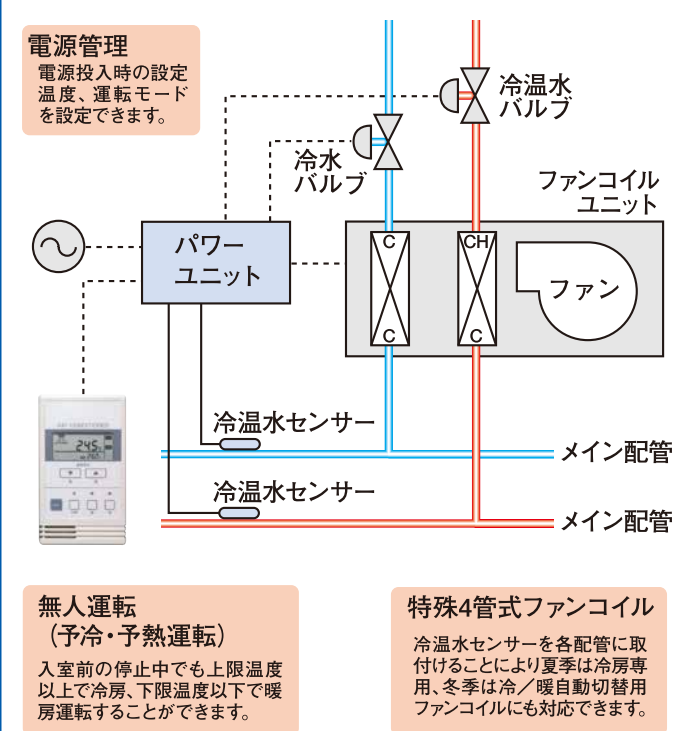 電源管理
電源投入時の設定
温度、運転モード
を設定できます。
冷温水
バルブ
冷水
バルブ
ファンコイル
ユニット
パワー
ユニット
C
CH
ファン
C
C
冷温水センサー
メイン配管
冷温水センサー
メイン配管
24.5
無人運転
(予冷・予熱運転)
入室前の停止中でも上限温度
以上で冷房、下限温度以下で暖
房運転することができます。
特殊4管式ファンコイル
冷温水センサーを各配管に取
付けることにより夏季は冷房専
用、冬季は冷／暖自動切替用
ファンコイルにも対応できます。